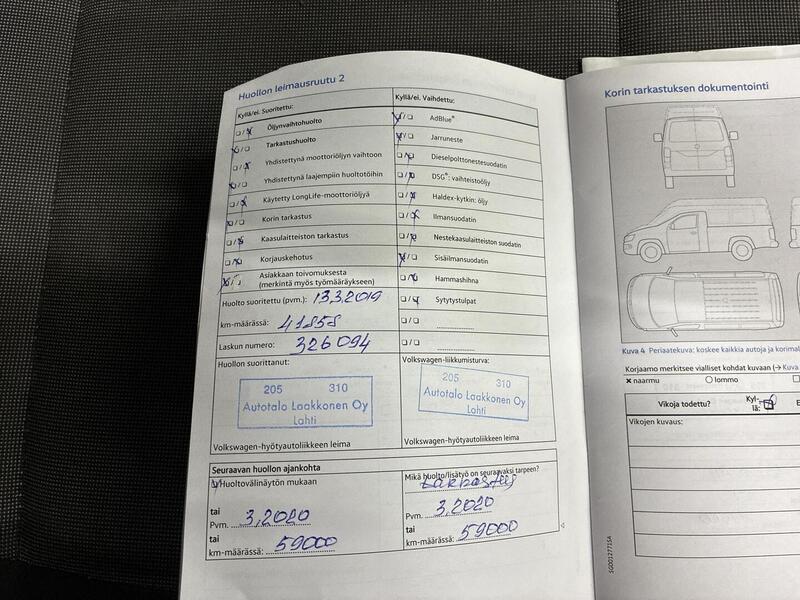 Huollon leimausruutu 2
Kyllä/ei. Suoritettu:
Öljynvaihtohuolto
Tarkastushuolto
Yhdistettynä moottoriöljyn vaihtoon
Yhdistettynä laajempiin huoltotöihin
Käytetty LongLife-moottoriöljyä
Korin tarkastus
Kaasulaitteiston tarkastus
Korjauskehotus
Asiakkaan toivomuksesta
(merkintä myös työmääräykseen)
Huolto suoritettu (pvm.): 13.3.2019
km-määrässä: 41858
Laskun numero: 326094
Huollon suorittanut:
205 310
Autotalo Laakkonen Oy
Lahti
Volkswagen-hyötyautoliikkeen leima
Kyllä/ei. Vaihdettu:
AdBlue®
Jarruneste
Dieselpolttonestesuodatin
DSG®: vaihteistoöljy
Haldex-kytkin: öljy
Ilmansuodatin
Nestekaasulaitteiston suodatin
Sisäilmansuodatin
Hammashihna
Sytytystulpat
Volkswagen-liikkumisturva:
205 310
Autotalo Laakkonen Oy
Lahti
Volkswagen-hyötyautoliikkeen leima
Seuraavan huollon ajankohta
Huoltovälinäytön mukaan
tai
Pvm. 3,2020
tai
km-määrässä: 59000
Mikä huolto/lisätyö on seuraavaksi tarpeen?
Tarkastus
Pvm. 3,2020
tai
km-määrässä: 59000
Korin tarkastuksen dokumentointi
Kuva 4 Periaatekuva: koskee kaikkia autoja ja korimal
Korjaamo merkitsee vialliset kohdat kuvaan (→ Kuva
naarmu lommo
Vikoja todettu? Kyl-
lä:
Vikojen kuvaus:
5G0012771SA